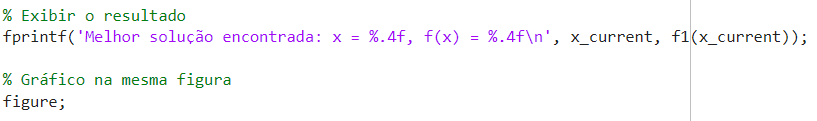 % Exibir o resultado
fprintf('Melhor solução encontrada: x = %.4f, f(x) = %.4f\n', x_current, f1(x_current));
% Gráfico na mesma figura
figure;